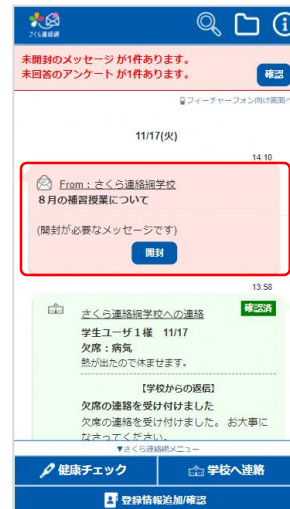 さくら連絡網
未開封のメッセージが1件あります。
未回答のアンケートが1件あります。
確認
フィーチャーフォン向け画面へ
11/17(火)
14:10
From：さくら連絡網学校
8月の補習授業について
(開封が必要なメッセージです)
開封
13:58
確認済
さくら連絡網学校への連絡
学生ユーザ1様 11/17
欠席：病気
熱が出たので休ませます。
【学校からの返信】
欠席の連絡を受け付けました
欠席の連絡を受け付けました。 お大事に
なさってください。
▼さくら連絡網メニュー
健康チェック
学校へ連絡
登録情報追加/確認